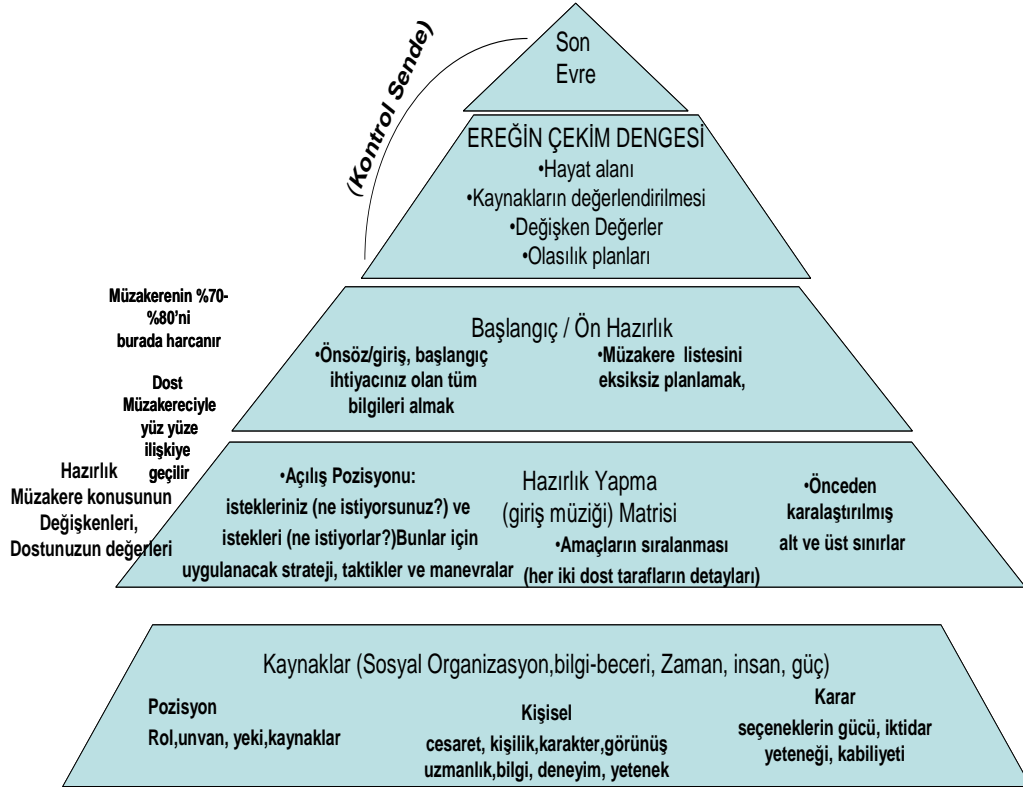 (Kontrol Sende)
Son
Evre
EREĞİN ÇEKİM DENGESİ
•Hayat alanı
•Kaynakların değerlendirilmesi
•Değişken Değerler
•Olasılık planları
Müzakerenin %70-
%80’ni
burada harcanır
Başlangıç / Ön Hazırlık
•Önsöz/giriş, başlangıç
ihtiyacınız olan tüm
bilgileri almak
•Müzakere listesini
eksiksiz planlamak,
Dost
Müzakereciyle
yüz yüze
ilişkiye
geçilir
Hazırlık
Müzakere konusunun
Değişkenleri,
Dostunuzun değerleri
•Açılış Pozisyonu:
istekleriniz (ne istiyorsunuz?) ve
istekleri (ne istiyorlar?)Bunlar için
uygulanacak strateji, taktikler ve manevralar
Hazırlık Yapma
(giriş müziği) Matrisi
•Amaçların sıralanması
(her iki dost tarafların detayları)
•Önceden
karalaştırılmış
alt ve üst sınırlar
Kaynaklar (Sosyal Organizasyon,bilgi-beceri, Zaman, insan, güç)
Pozisyon
Rol,unvan, yeki,kaynaklar
Kişisel
cesaret, kişilik,karakter,görünüş
uzmanlık,bilgi, deneyim, yetenek
Karar
seçeneklerin gücü, iktidar
yeteneği, kabiliyeti